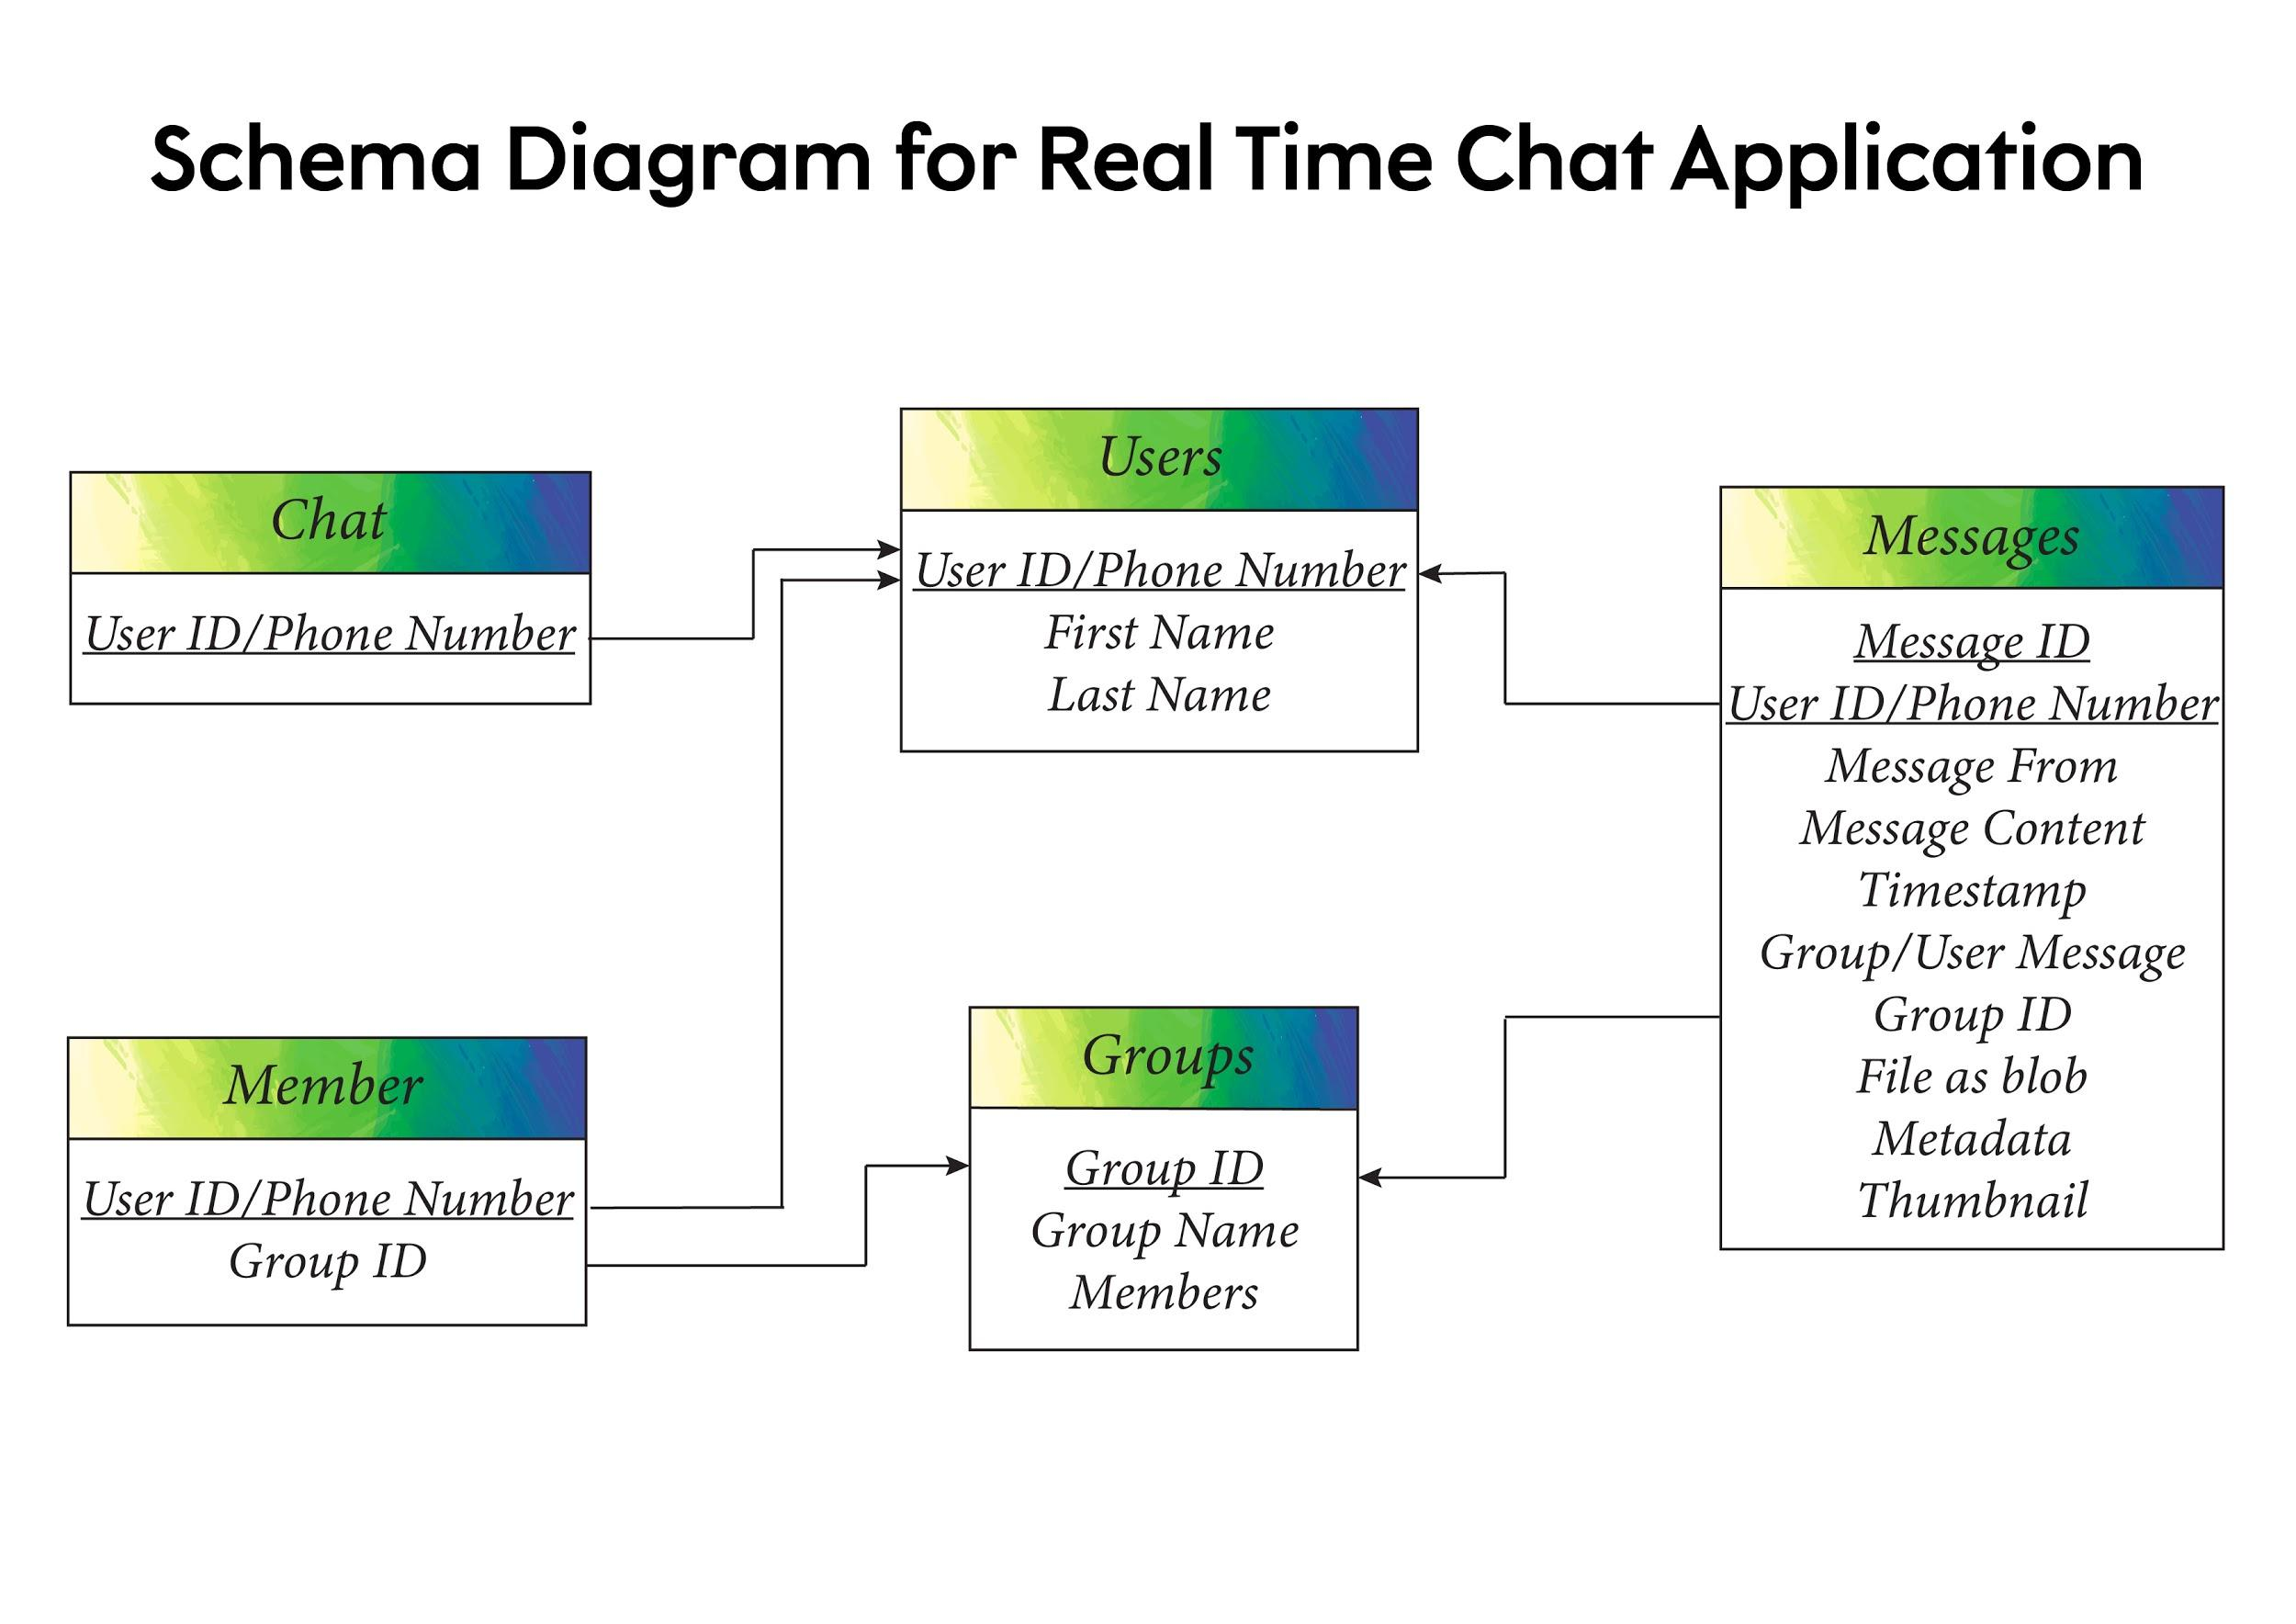 Schema Diagram for Real Time Chat Application
Chat
User ID/Phone Number
Users
User ID/Phone Number
First Name
Last Name
Messages
Message ID
User ID/Phone Number
Message From
Message Content
Timestamp
Group/User Message
Group ID
File as blob
Metadata
Thumbnail
Member
User ID/Phone Number
Group ID
Groups
Group ID
Group Name
Members